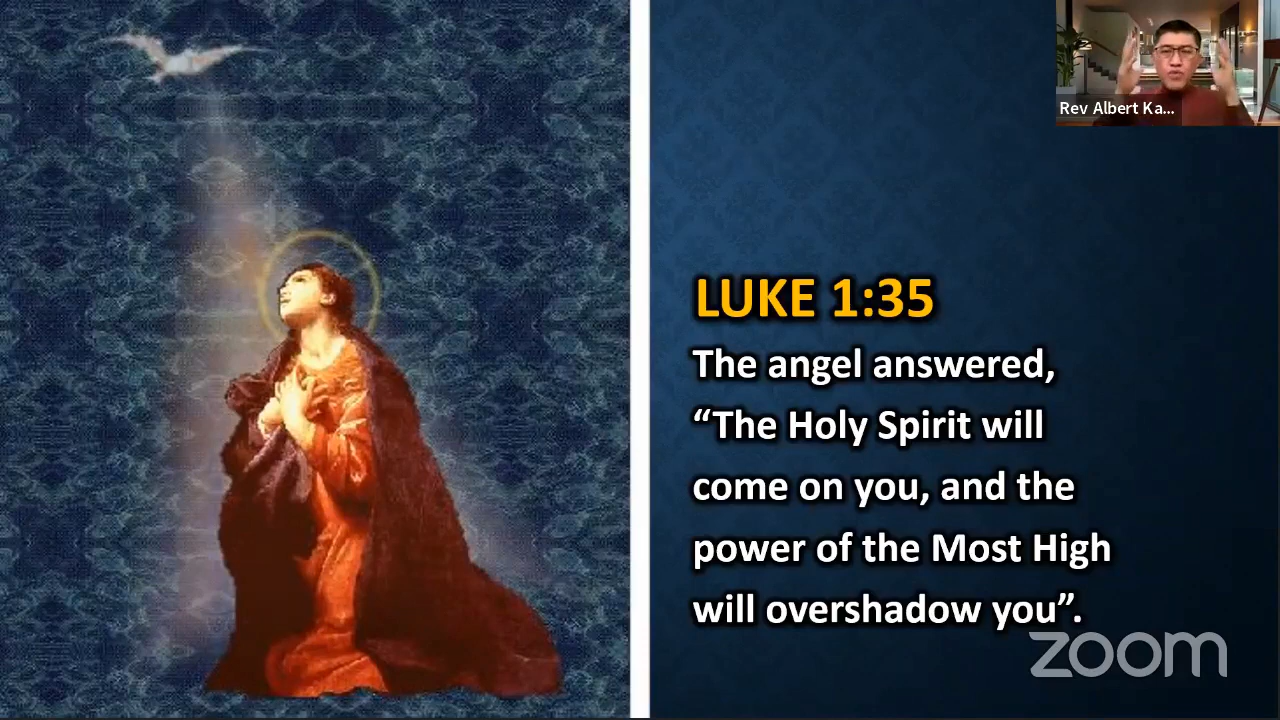 Rev Albert Ka...
LUKE 1:35
The angel answered,
“The Holy Spirit will
come on you, and the
power of the Most High
will overshadow you”.
zoom